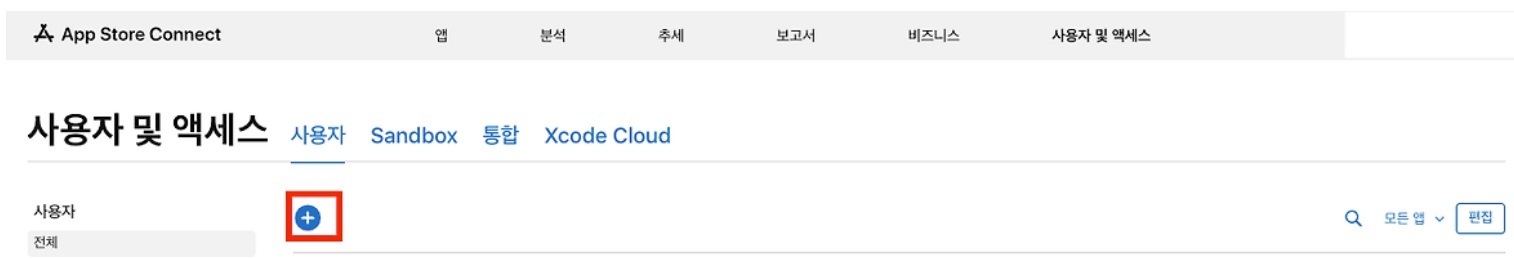 App Store Connect 앱 분석 추세 보고서 비즈니스 사용자 및 액세스
사용자 및 액세스 사용자 Sandbox 통합 Xcode Cloud
사용자
모든 앱 편집
전체